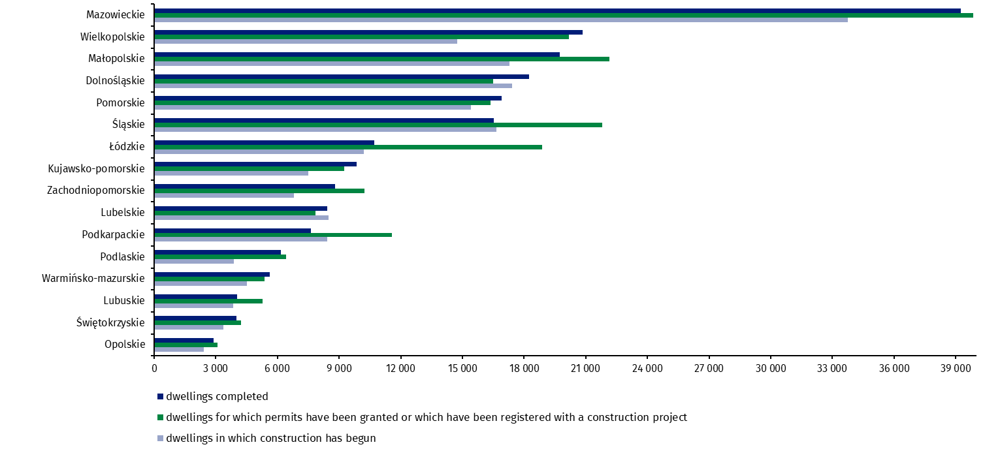 Mazowieckie
Wielkopolskie
Małopolskie
Dolnośląskie
Pomorskie
Śląskie
Łódzkie
Kujawsko-pomorskie
Zachodniopomorskie
Lubelskie
Podkarpackie
Podlaskie
Warmińsko-mazurskie
Lubuskie
Świętokrzyskie
Opolskie
0 3 000 6 000 9 000 12 000 15 000 18 000 21 000 24 000 27 000 30 000 33 000 36 000 39 000
dwellings completed
dwellings for which permits have been granted or which have been registered with a construction project
dwellings in which construction has begun